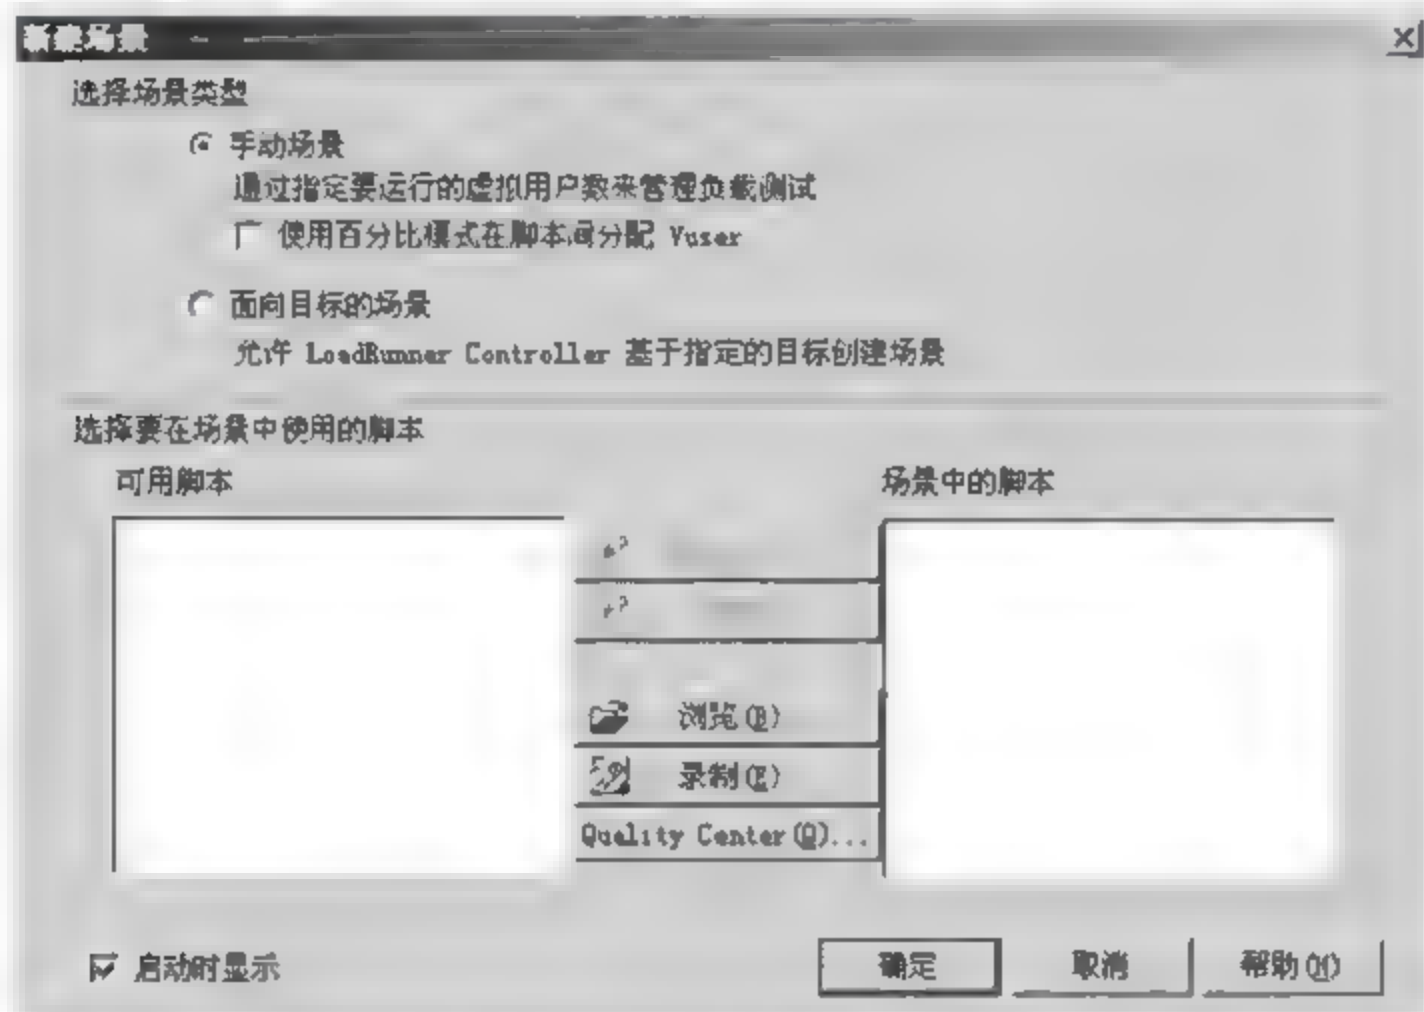 新建场景
选择场景类型
手动场景
通过指定要运行的虚拟用户数来管理负载测试
使用百分比模式在脚本间分配 Vuser
面向目标的场景
允许 LoadRunner Controller 基于指定的目标创建场景
选择要在场景中使用的脚本
可用脚本
场景中的脚本
浏览(B)
录制(E)
Quality Center(Q)...
启动时显示
确定
取消
帮助(H)